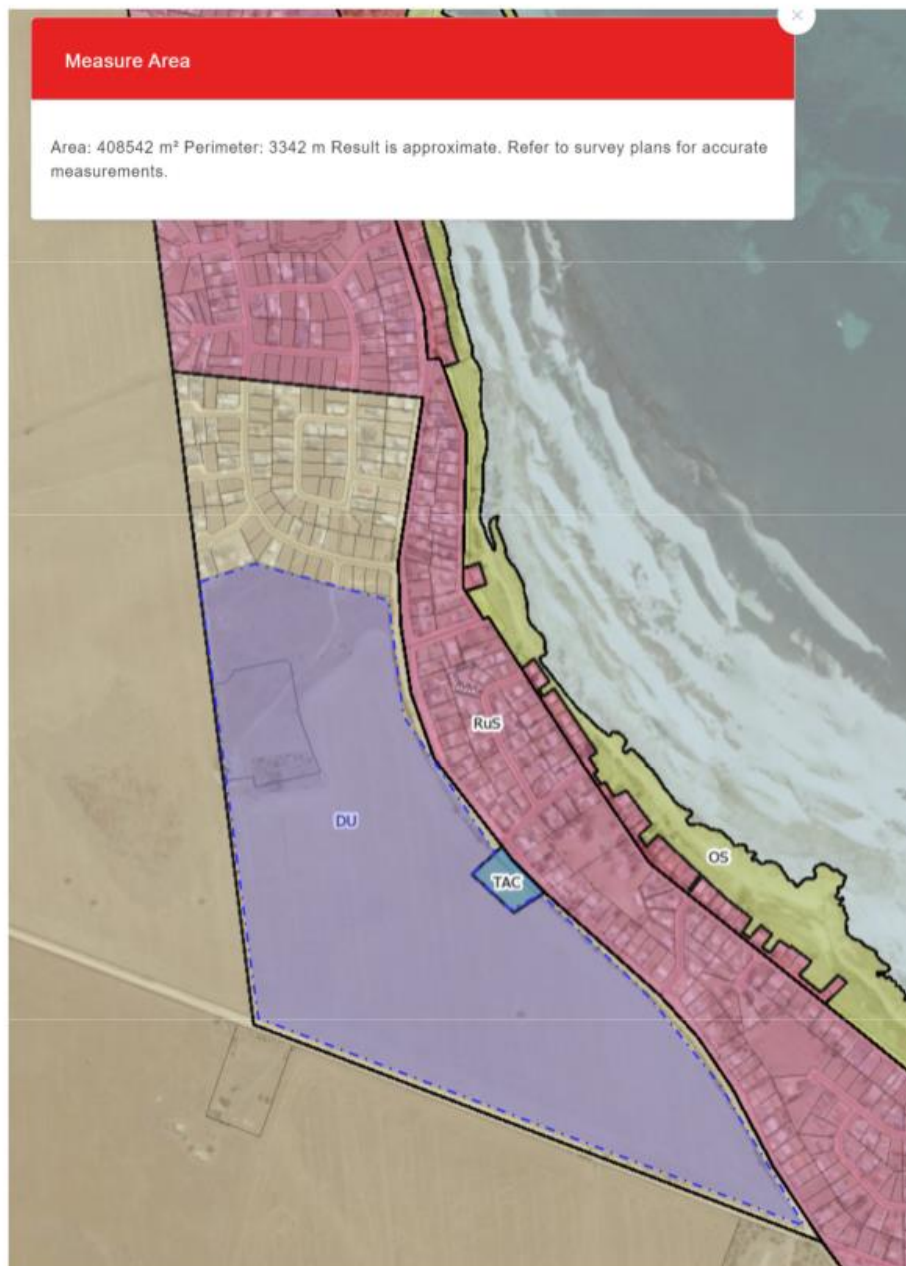 Measure Area
Area: 408542 m² Perimeter: 3342 m Result is approximate. Refer to survey plans for accurate
measurements.
RuS
DU
OS
TAC